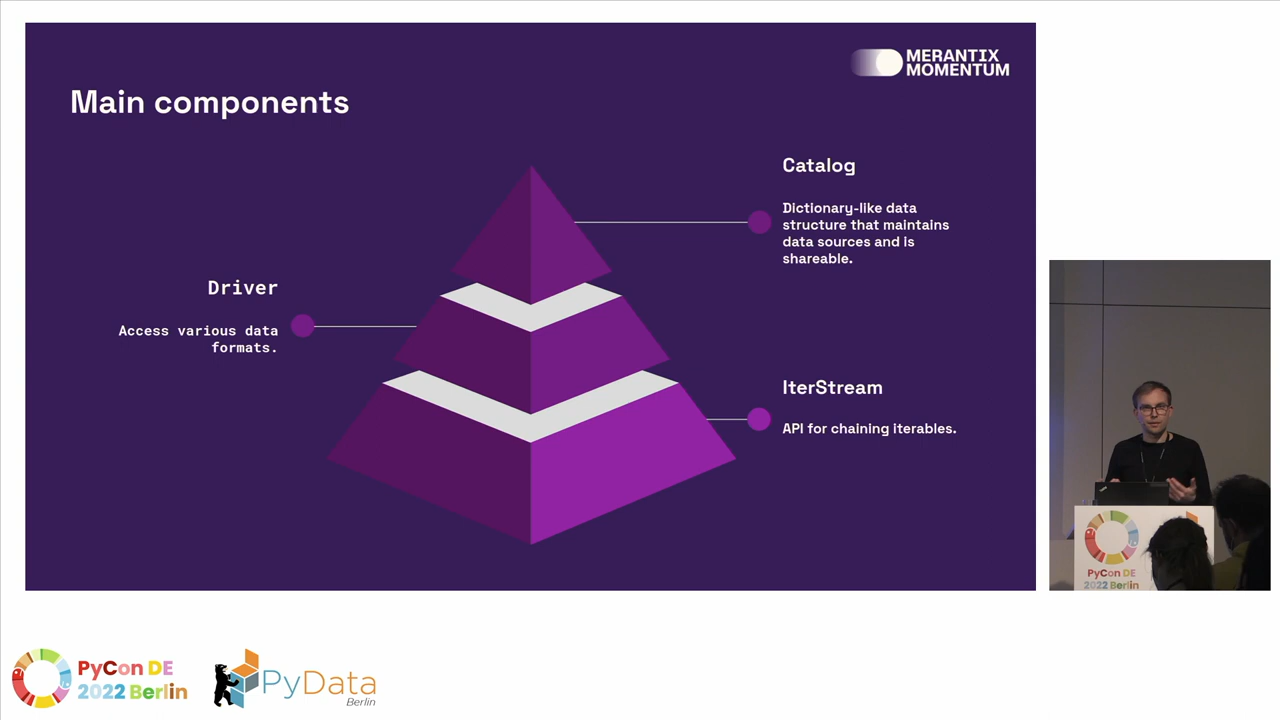 MERANTIX
MOMENTUM
Main components
Catalog
Dictionary-like data
structure that maintains
data sources and is
shareable.
Driver
Access various data
formats.
IterStream
API for chaining iterables.
PyCon DE
2022 Berlin
PyCon DE
2022 Berlin
PyData
Berlin